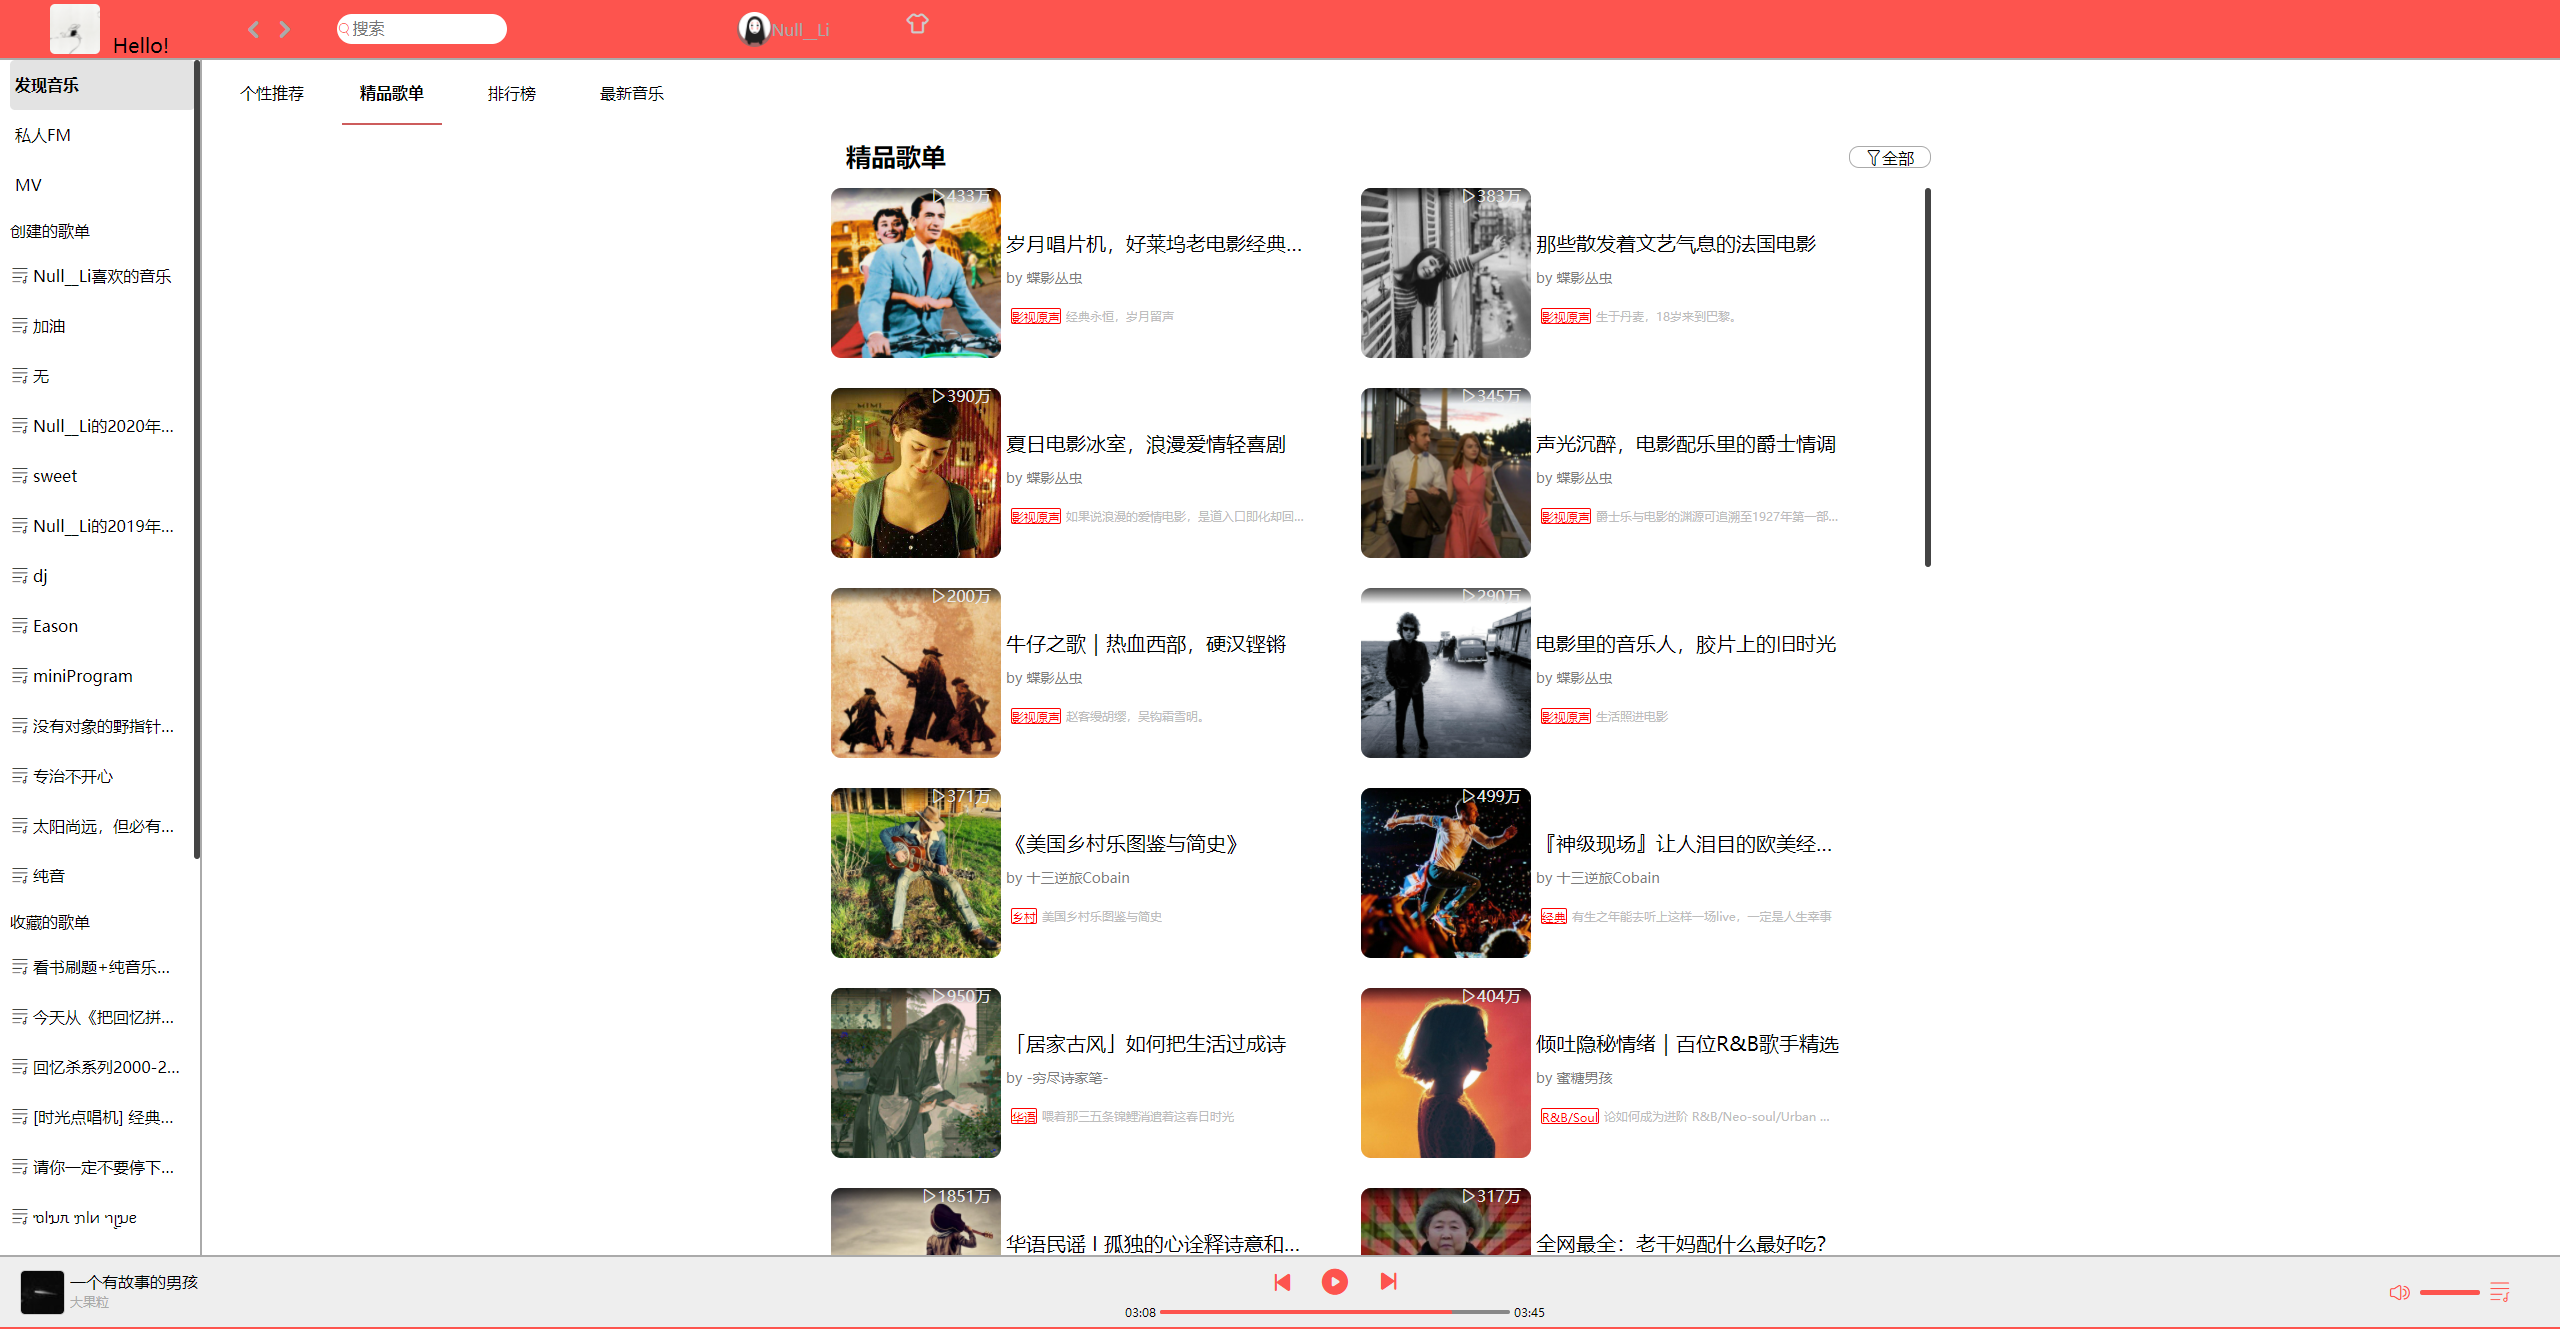 Hello!
搜索
Null__Li
发现音乐
私人FM
MV
创建的歌单
Null__Li喜欢的音乐
加油
无
Null__Li的2020年...
sweet
Null__Li的2019年...
dj
Eason
miniProgram
没有对象的野指针...
专治不开心
太阳尚远，但必有...
纯音
收藏的歌单
看书刷题+纯音乐...
今天从《把回忆拼...
回忆杀系列2000-2...
[时光点唱机] 经典...
请你一定不要停下...
个性推荐
精品歌单
排行榜
最新音乐
精品歌单
全部
433万
岁月唱片机，好莱坞老电影经典...
by 蝶影丛虫
影视原声 经典永恒，岁月留声
383万
那些散发着文艺气息的法国电影
by 蝶影丛虫
影视原声 生于丹麦，18岁来到巴黎。
390万
夏日电影冰室，浪漫爱情轻喜剧
by 蝶影丛虫
影视原声 如果说浪漫的爱情电影，是道入口即化却回...
345万
声光沉醉，电影配乐里的爵士情调
by 蝶影丛虫
影视原声 爵士乐与电影的渊源可追溯至1927年第一部...
200万
牛仔之歌｜热血西部，硬汉铿锵
by 蝶影丛虫
影视原声 赵客缦胡缨，吴钩霜雪明。
290万
电影里的音乐人，胶片上的旧时光
by 蝶影丛虫
影视原声 生活照进电影
371万
《美国乡村乐图鉴与简史》
by 十三逆旅Cobain
乡村 美国乡村乐图鉴与简史
499万
『神级现场』让人泪目的欧美经...
by 十三逆旅Cobain
经典 有生之年能去听上这样一场live，一定是人生幸事
950万
「居家古风」如何把生活过成诗
by -穷尽诗家笔-
华语 喂着那三五条锦鲤消遣着这春日时光
404万
倾吐隐秘情绪｜百位R&B歌手精选
by 蜜糖男孩
R&B/Soul 论如何成为进阶 R&B/Neo-soul/Urban ...
1851万
华语民谣 I 孤独的心诠释诗意和...
317万
全网最全：老干妈配什么最好吃？
一个有故事的男孩
大果粒
03:08
03:45